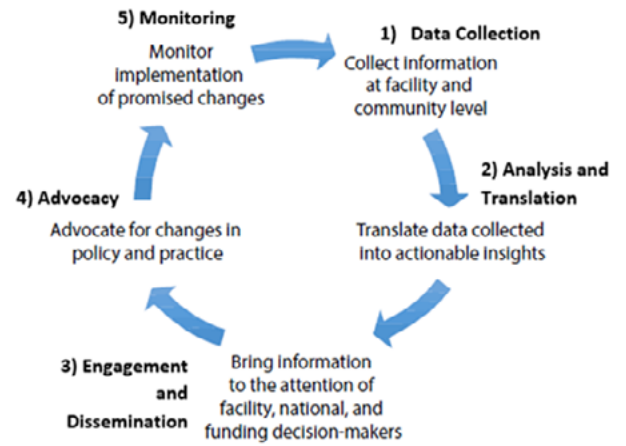 1) Data Collection
Collect information
at facility and
community level
2) Analysis and
Translation
Translate data collected
into actionable insights
3) Engagement
and
Dissemination
Bring information
to the attention of
facility, national, and
funding decision-makers
4) Advocacy
Advocate for changes in
policy and practice
5) Monitoring
Monitor
implementation
of promised changes